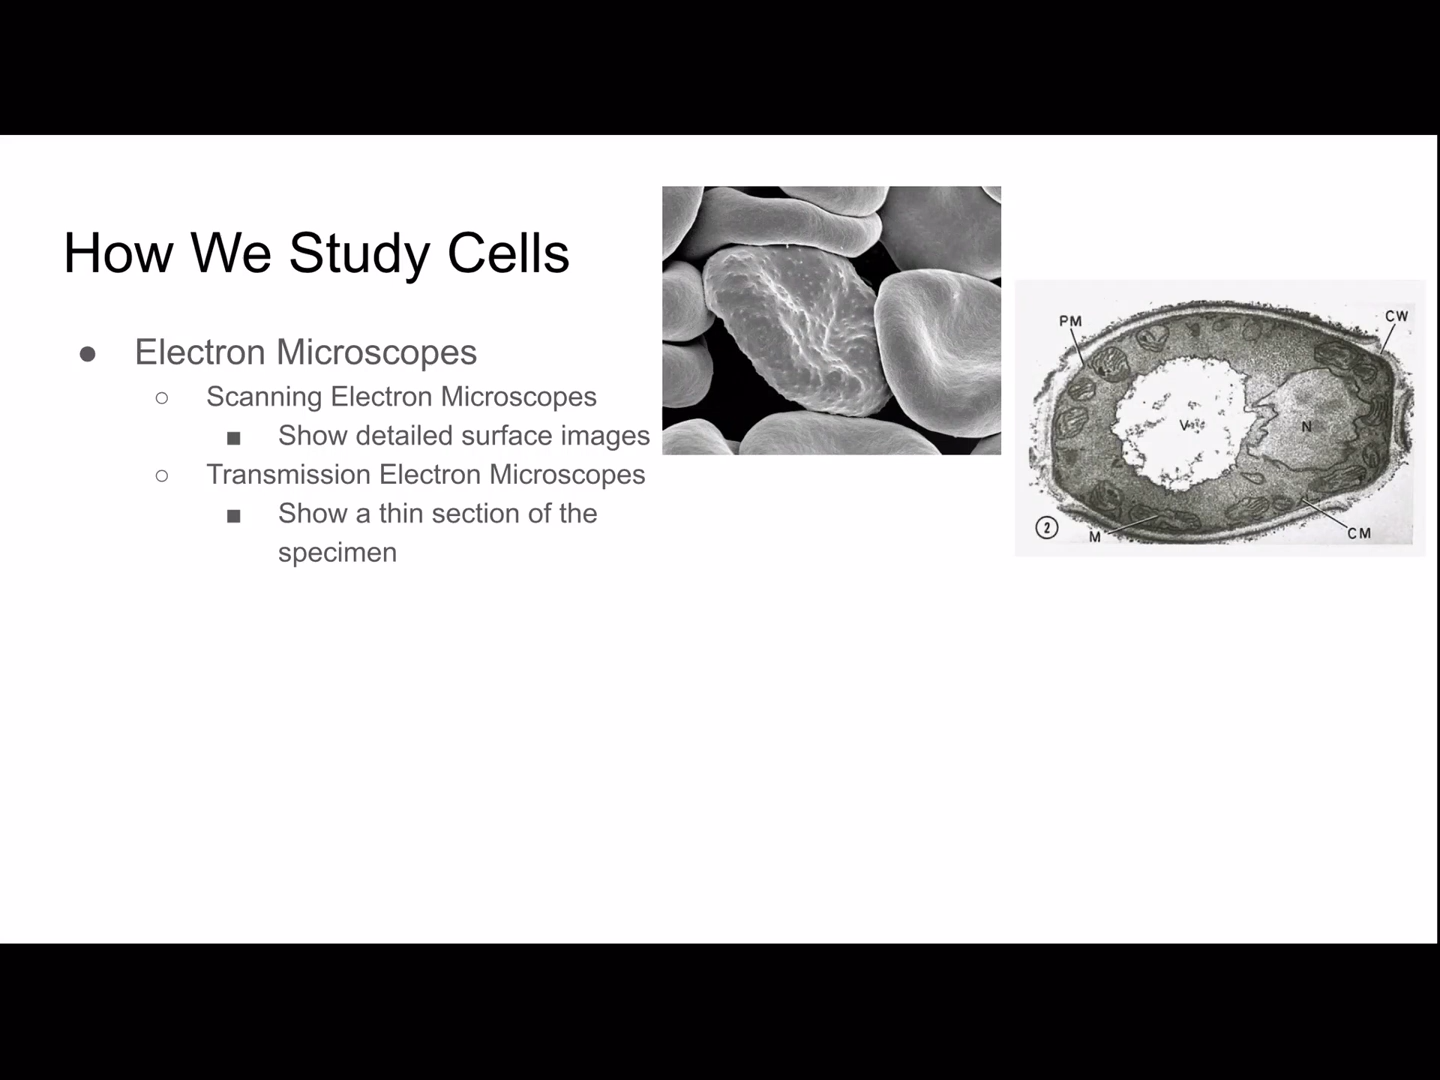 How We Study Cells
● Electron Microscopes
○ Scanning Electron Microscopes
■ Show detailed surface images
○ Transmission Electron Microscopes
■ Show a thin section of the
specimen
PM
CW
V
N
2
M
CM